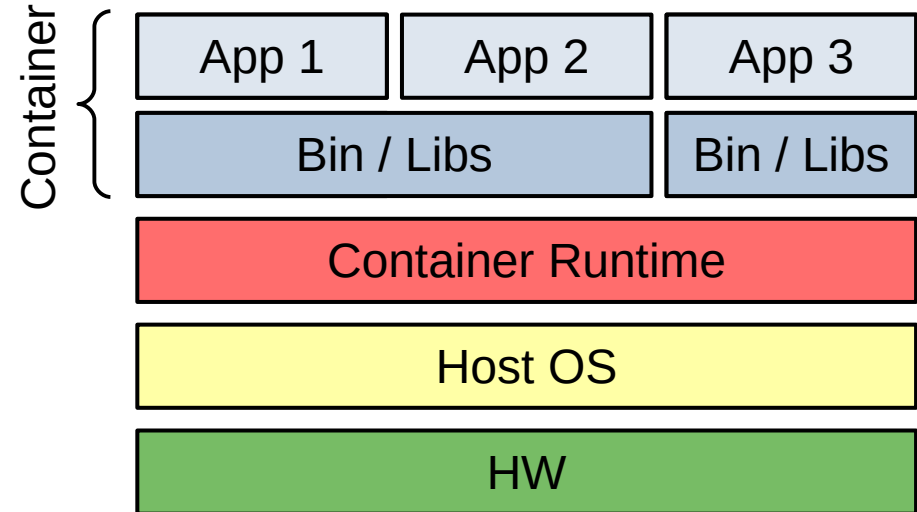 Container
App 1
App 2
App 3
Bin / Libs
Bin / Libs
Container Runtime
Host OS
HW